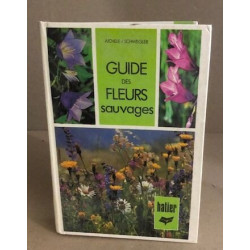 AICHELE - SCHWEGLER
GUIDE
DES
FLEURS
sauvages
hatier